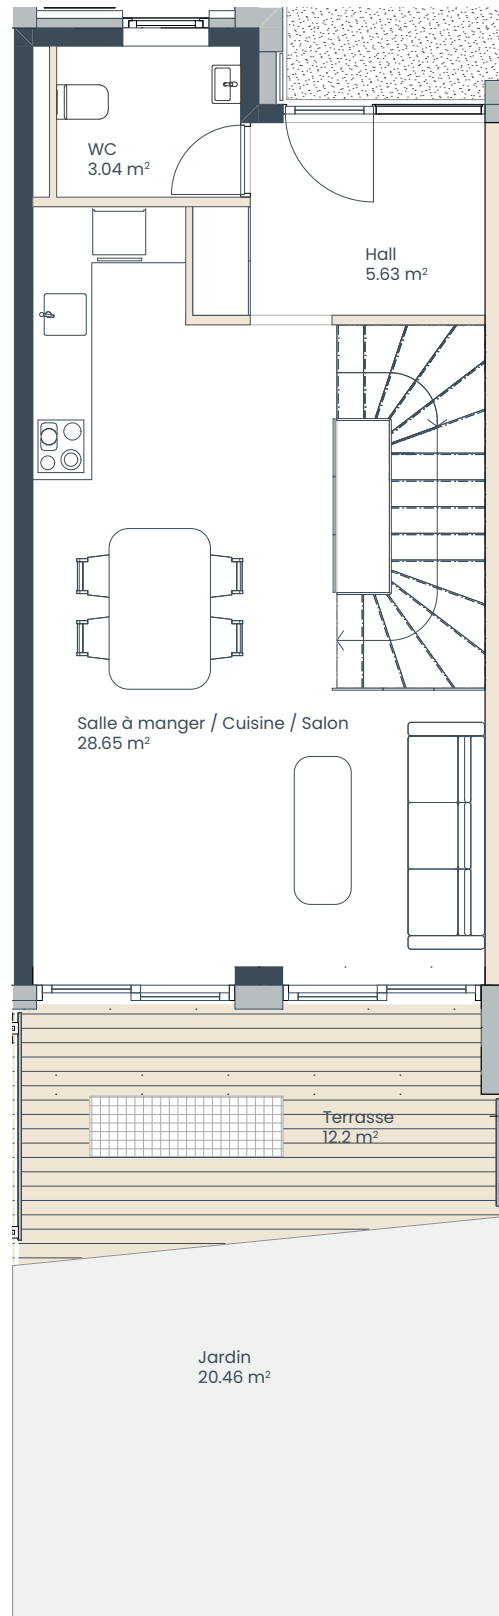 WC
3.04 m²
Hall
5.63 m²
Salle à manger / Cuisine / Salon
28.65 m²
Terrasse
12.2 m²
Jardin
20.46 m²